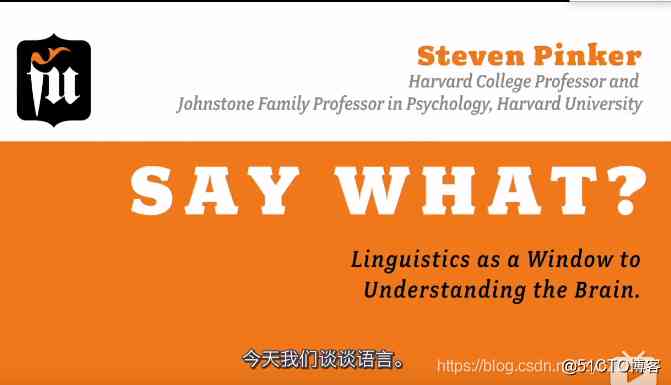 Steven Pinker
Harvard College Professor and
Johnstone Family Professor in Psychology, Harvard University
SAY WHAT?
Linguistics as a Window to
Understanding the Brain.
今天我们谈谈语言。
https://blog.csdn.ne
@51CTO博客